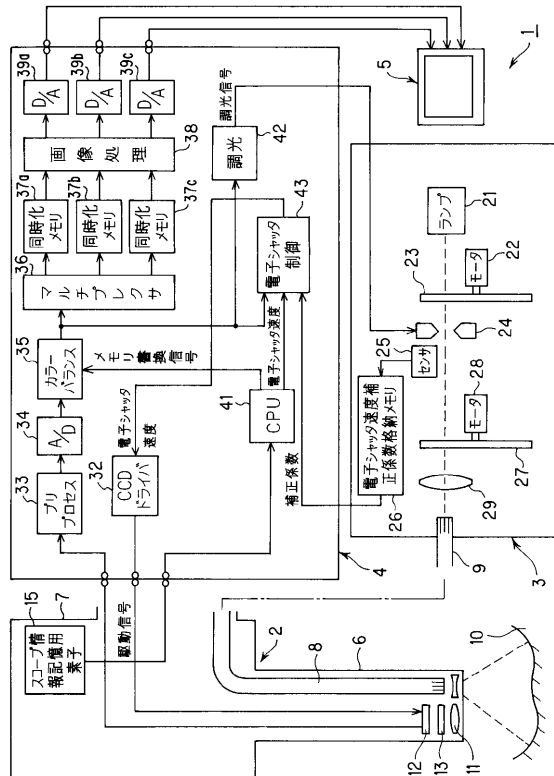 39a
39b
39c
D/A
D/A
D/A
38
画像処理
37a
37b
37c
同時化
メモリ
同時化
メモリ
同時化
メモリ
36
マルチプレクサ
35
カラー
バランス
34
A/D
33
プリ
プロセス
メモリ書換信号
電子シャッタ
速度
32
CCD
ドライバ
41
CPU
電子シャッタ速度
補正係数
43
電子シャッタ
制御
42
調光
調光信号
4
5
1
21
ランプ
22
モータ
23
24
25
センサ
電子シャッタ速度補
正係数格納メモリ
26
28
モータ
27
29
9
3
15
7
スコープ情
報記憶用
素子
駆動信号
2
6
8
10
12
13
11